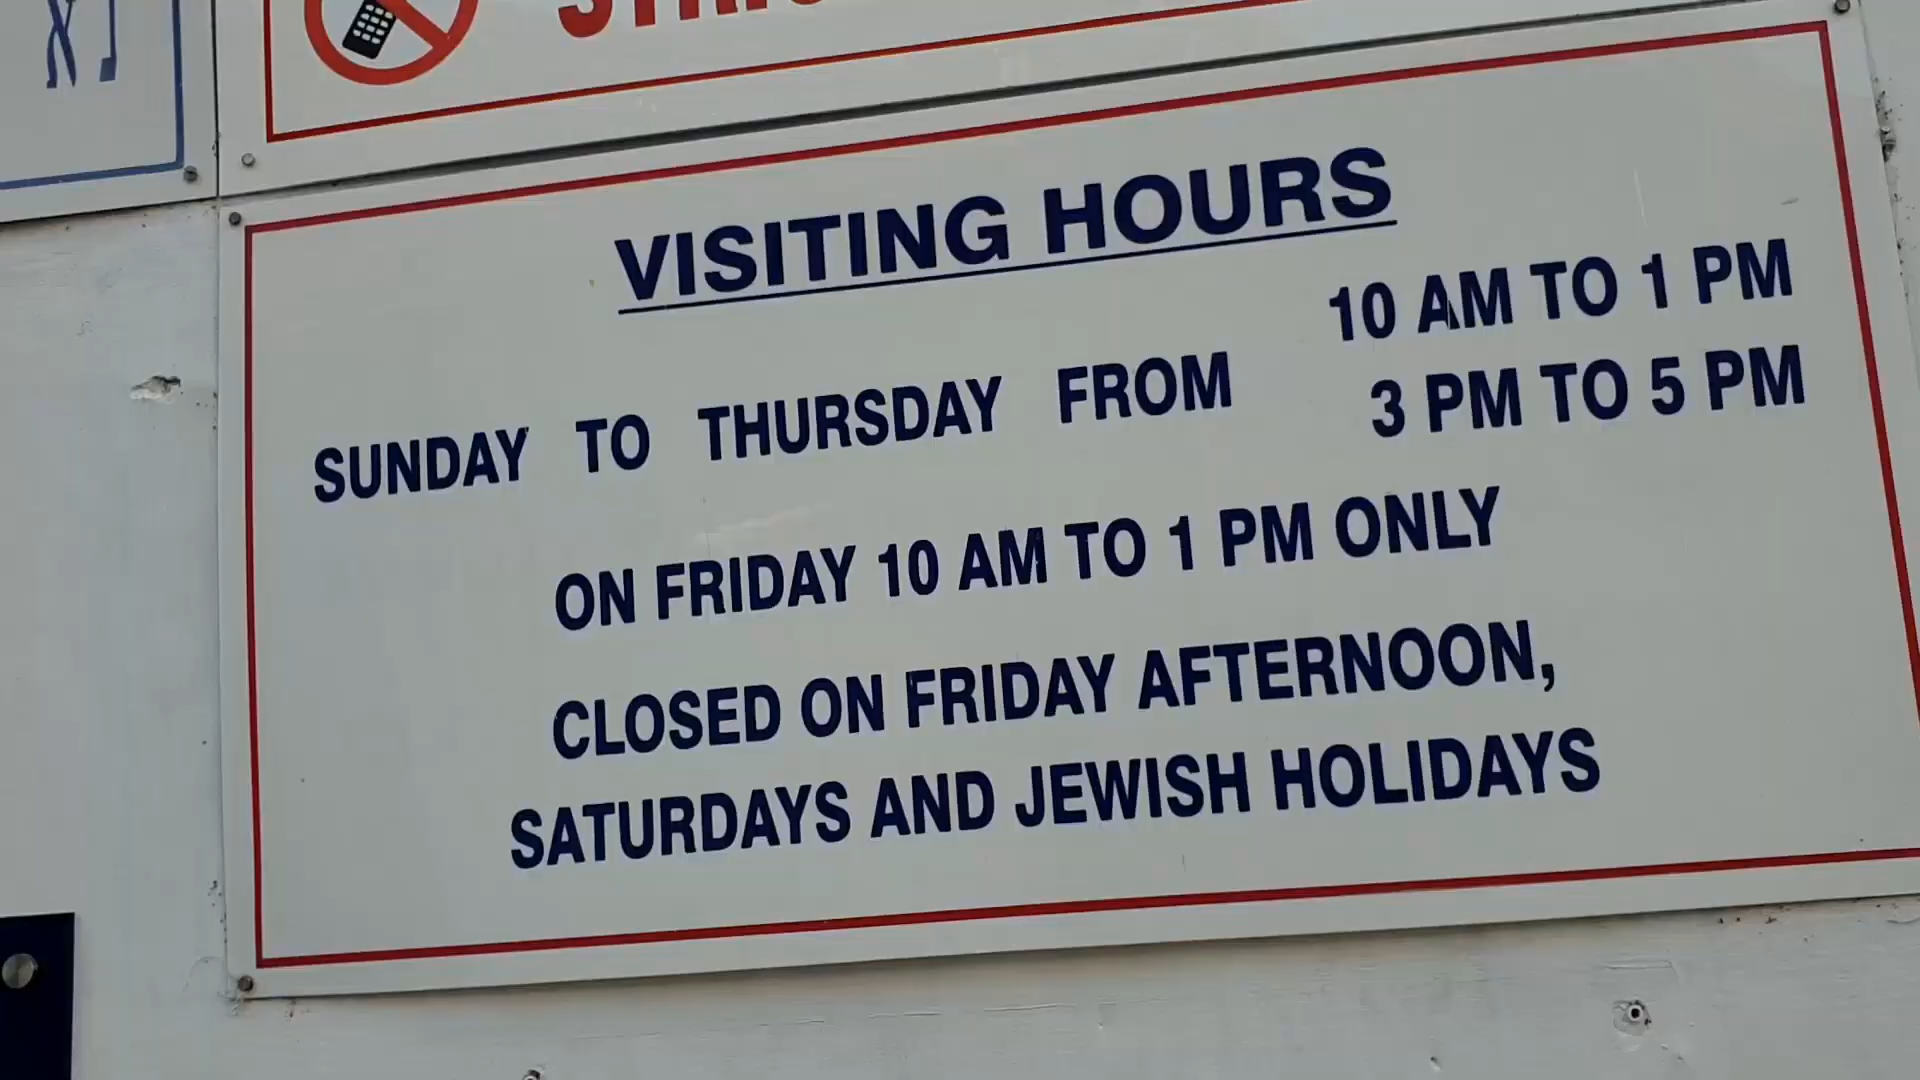 VISITING HOURS
10 AM TO 1 PM
SUNDAY TO THURSDAY FROM
3 PM TO 5 PM
ON FRIDAY 10 AM TO 1 PM ONLY
CLOSED ON FRIDAY AFTERNOON,
SATURDAYS AND JEWISH HOLIDAYS